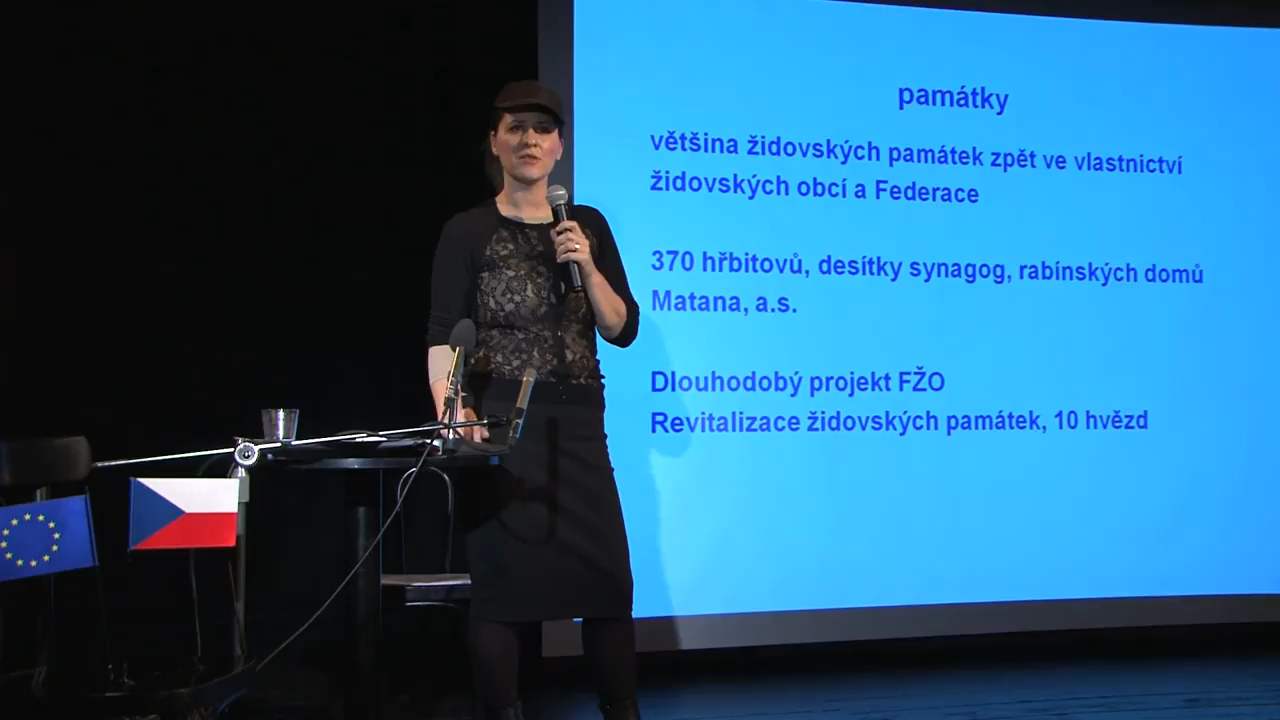 památky
většina židovských památek zpět ve vlastnictví
židovských obcí a Federace
370 hřbitovů, desítky synagog, rabínských domů
Matana, a.s.
Dlouhodobý projekt FŽO
Revitalizace židovských památek, 10 hvězd